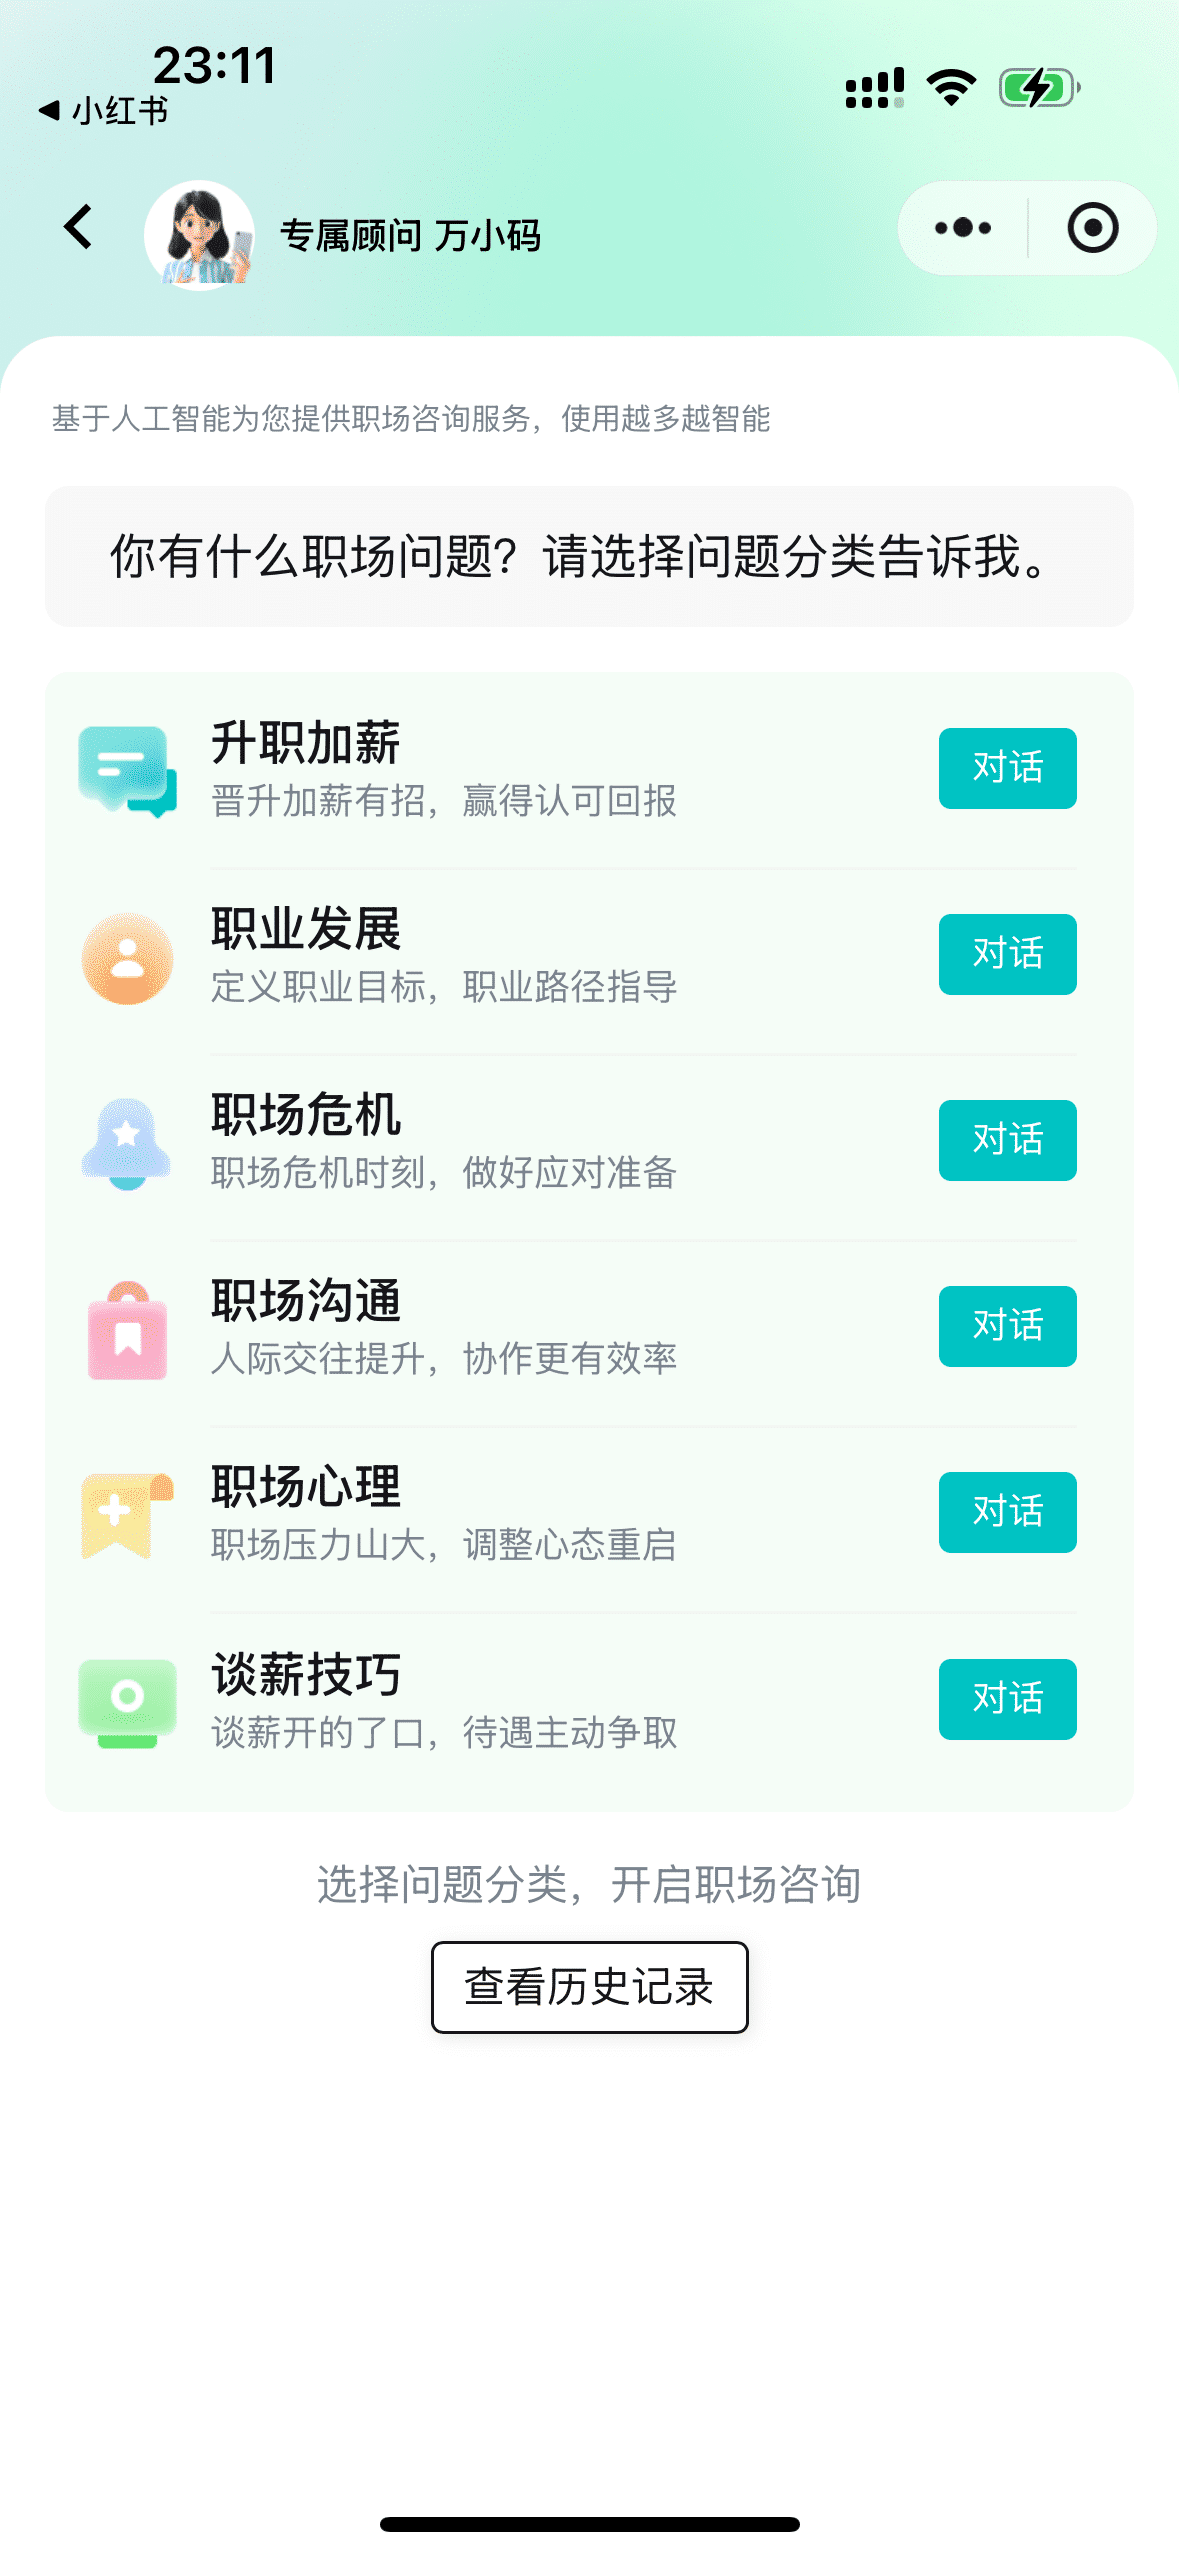 23:11
小红书
专属顾问 万小码
基于人工智能为您提供职场咨询服务，使用越多越智能
你有什么职场问题？请选择问题分类告诉我。
升职加薪
晋升加薪有招，赢得认可回报
对话
职业发展
定义职业目标，职业路径指导
对话
职场危机
职场危机时刻，做好应对准备
对话
职场沟通
人际交往提升，协作更有效率
对话
职场心理
职场压力山大，调整心态重启
对话
谈薪技巧
谈薪开的了口，待遇主动争取
对话
选择问题分类，开启职场咨询
查看历史记录